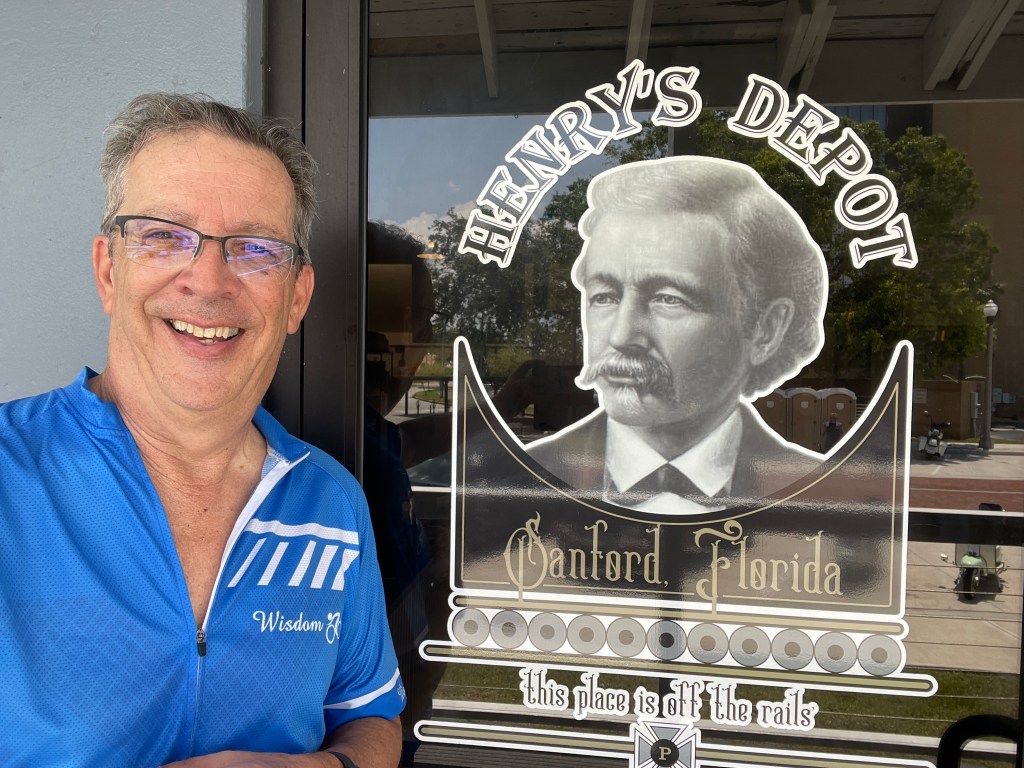 HENRY'S DEPOT
Sanford, Florida
'this place is off the rails'
P
Wisdom